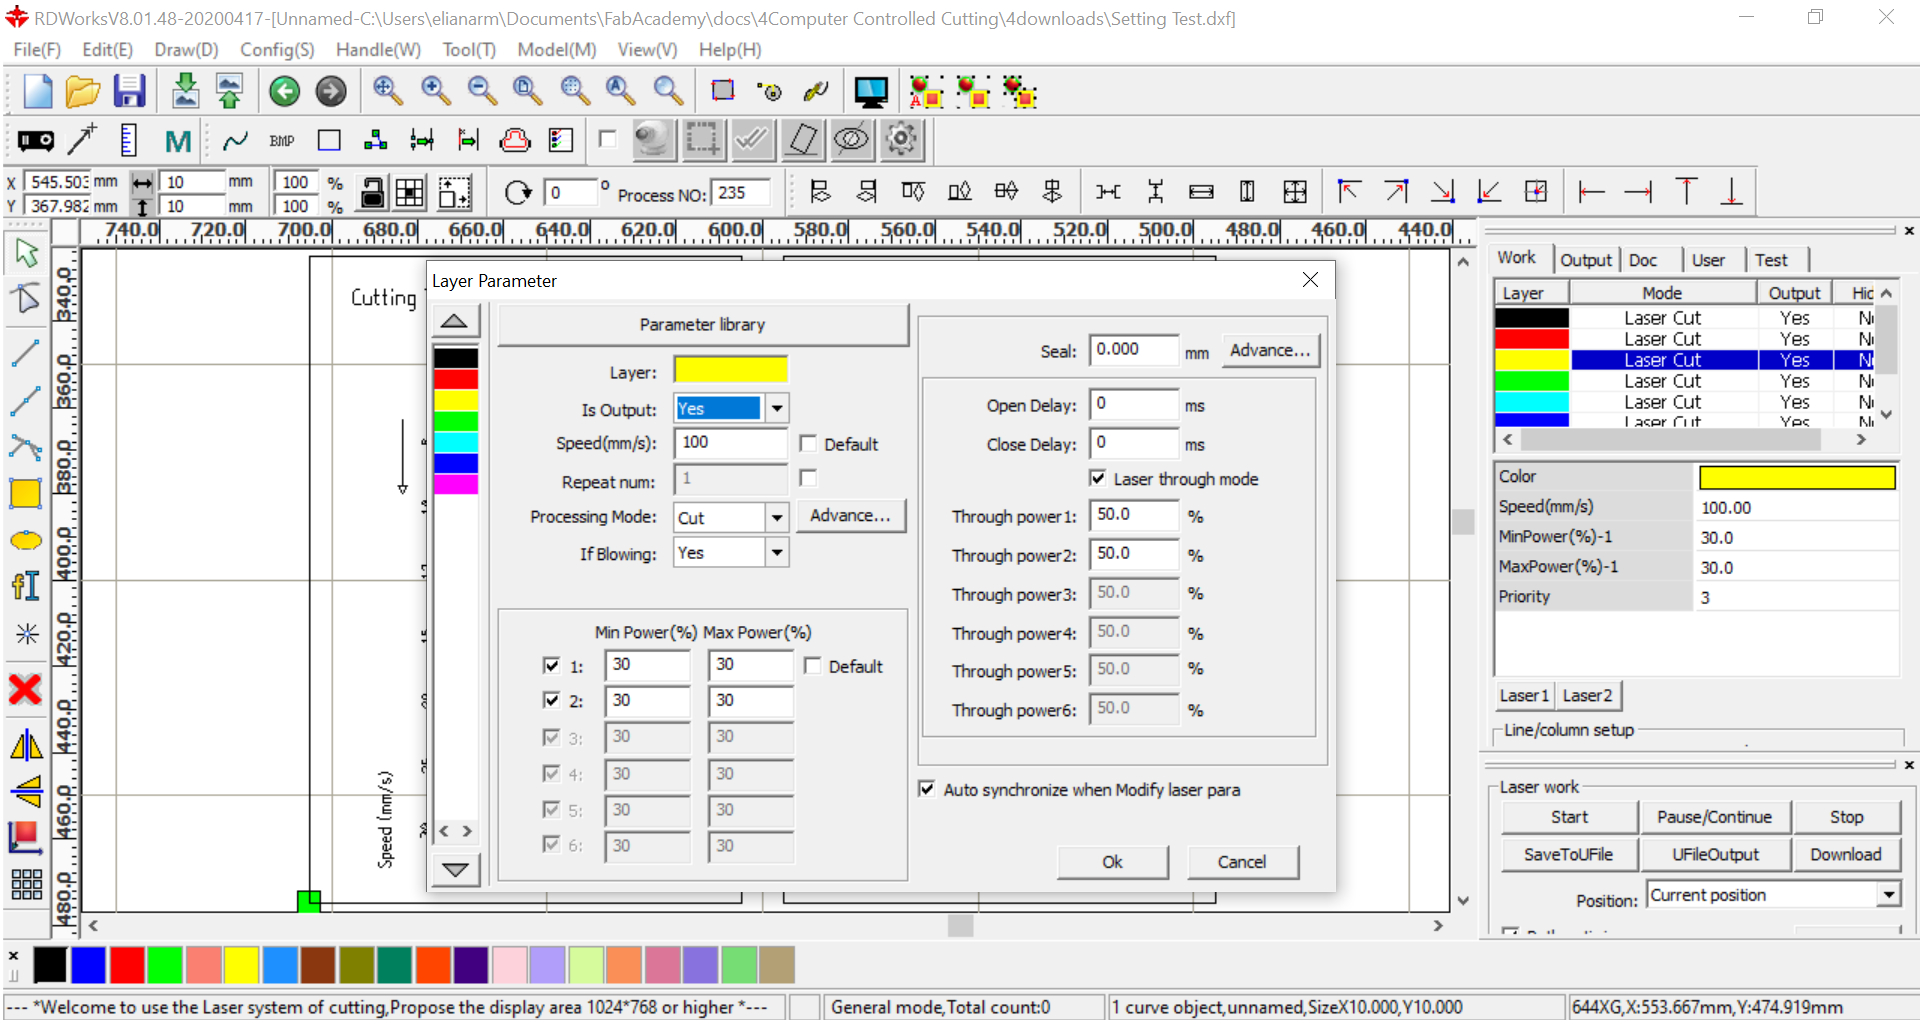 RDWorksV8.01.48-20200417-[Unnamed-C:\Users\elianarm\Documents\FabAcademy\docs\4Computer Controlled Cutting\4downloads\Setting Test.dxf]
File(F) Edit(E) Draw(D) Config(S) Handle(W) Tool(T) Model(M) View(V) Help(H)
BMP
X 545.503 mm 10 mm 100 %
Y 367.982 mm 10 mm 100 %
0 ° Process NO: 235
740.0 720.0 700.0 680.0 660.0 640.0 620.0 600.0 580.0 560.0 540.0 520.0 500.0 480.0 460.0 440.0
340.0
360.0
380.0
400.0
420.0
440.0
460.0
480.0
Cutting
Speed (mm/s)
Layer Parameter
Parameter library
Layer:
Is Output: Yes
Speed(mm/s): 100 Default
Repeat num: 1
Processing Mode: Cut Advance...
If Blowing: Yes
Min Power(%) Max Power(%)
1: 30 30 Default
2: 30 30
3: 30 30
4: 30 30
5: 30 30
6: 30 30
Seal: 0.000 mm Advance...
Open Delay: 0 ms
Close Delay: 0 ms
Laser through mode
Through power1: 50.0 %
Through power2: 50.0 %
Through power3: 50.0 %
Through power4: 50.0 %
Through power5: 50.0 %
Through power6: 50.0 %
Auto synchronize when Modify laser para
Ok Cancel
Work Output Doc User Test
Layer Mode Output Hid
Laser Cut Yes
Laser Cut Yes
Laser Cut Yes
Laser Cut Yes
Laser Cut Yes
Laser Cut Yes
Color
Speed(mm/s) 100.00
MinPower(%)-1 30.0
MaxPower(%)-1 30.0
Priority 3
Laser1 Laser2
Line/column setup
Laser work
Start Pause/Continue Stop
SaveToUFile UFileOutput Download
Position: Current position
--- *Welcome to use the Laser system of cutting,Propose the display area 1024*768 or higher *---
General mode,Total count:0
1 curve object,unnamed,SizeX10.000,Y10.000
644XG,X:553.667mm,Y:474.919mm